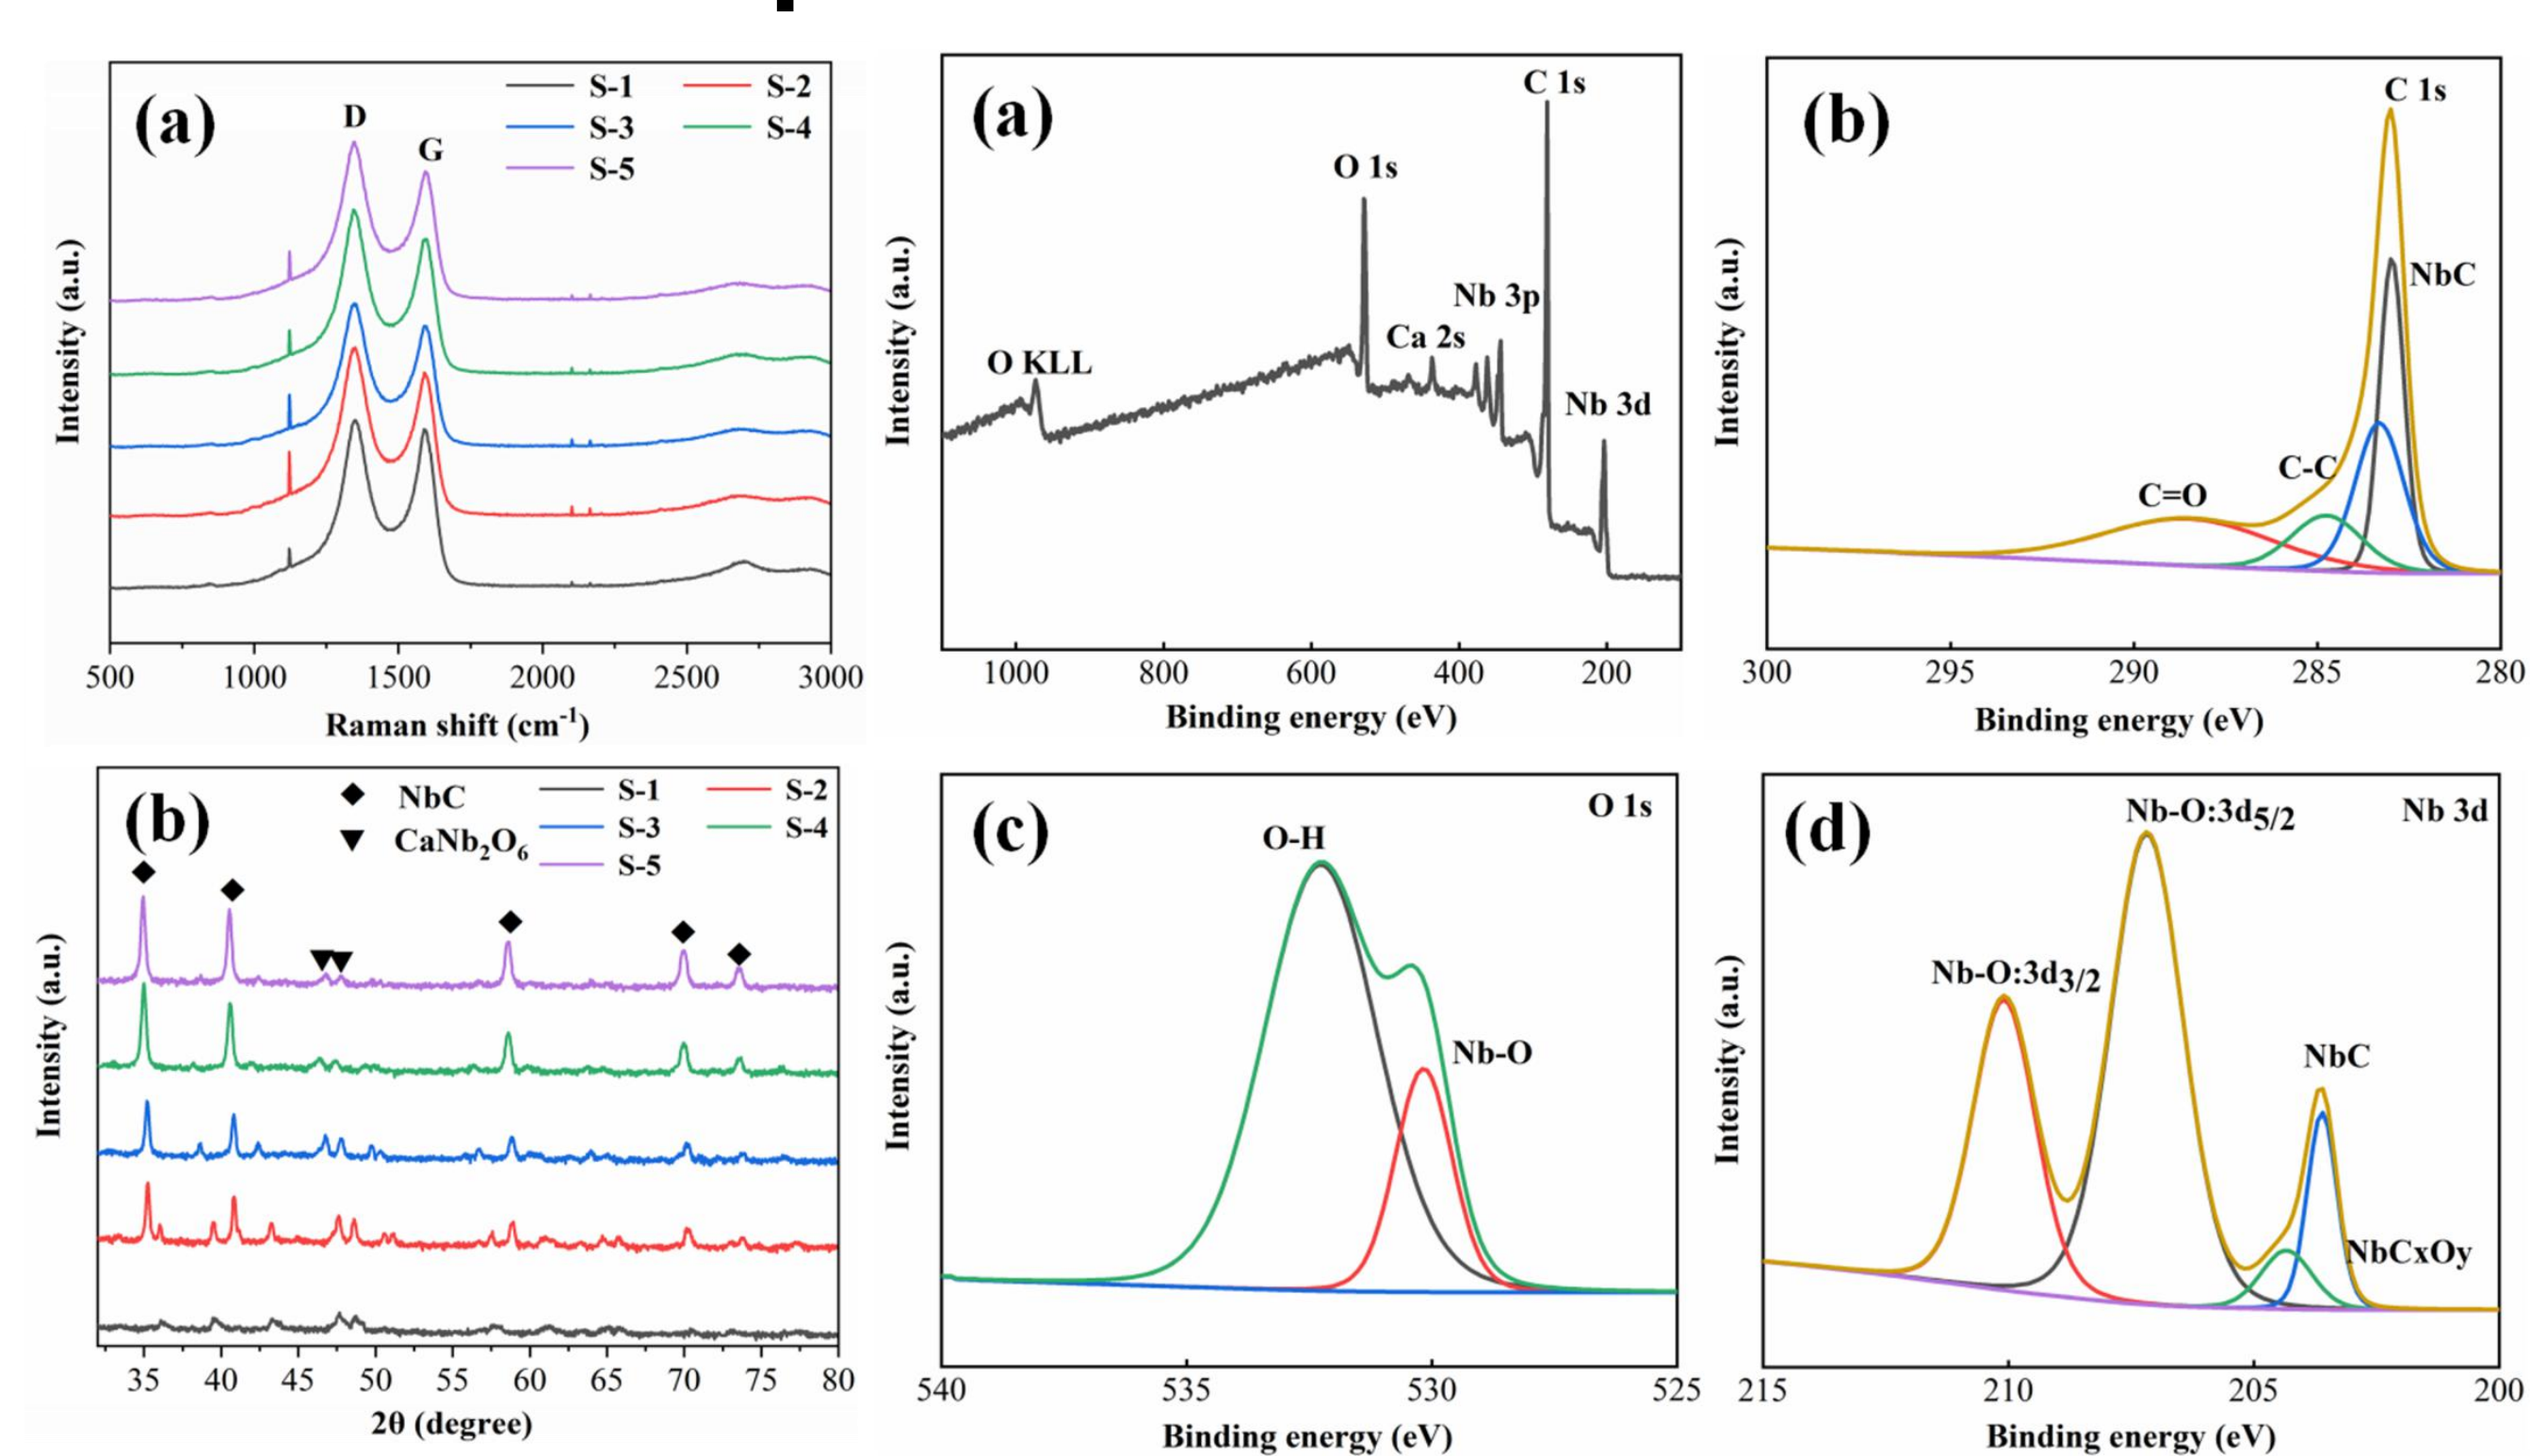 (a)
D
G
S-1
S-2
S-3
S-4
S-5
Intensity (a.u.)
500 1000 1500 2000 2500 3000
Raman shift (cm-1)
(a)
C 1s
O 1s
Nb 3p
Ca 2s
O KLL
Nb 3d
Intensity (a.u.)
1000 800 600 400 200
Binding energy (eV)
(b)
C 1s
NbC
C-C
C=O
Intensity (a.u.)
300 295 290 285 280
Binding energy (eV)
(b)
NbC
CaNb2O6
S-1
S-2
S-3
S-4
S-5
Intensity (a.u.)
35 40 45 50 55 60 65 70 75 80
2θ (degree)
(c)
O 1s
O-H
Nb-O
Intensity (a.u.)
540 535 530 525
Binding energy (eV)
(d)
Nb-O:3d5/2
Nb 3d
Nb-O:3d3/2
NbC
NbCxOy
Intensity (a.u.)
215 210 205 200
Binding energy (eV)